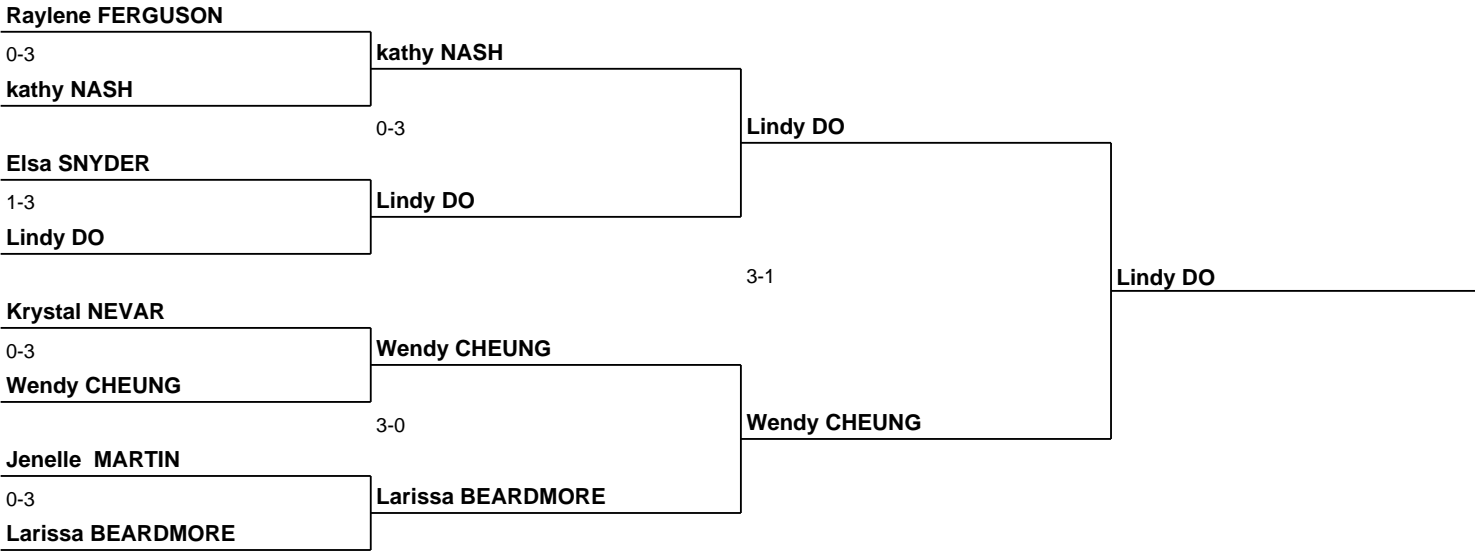 Raylene FERGUSON
0-3
kathy NASH
kathy NASH
0-3
Lindy DO
Elsa SNYDER
1-3
Lindy DO
Lindy DO
3-1
Lindy DO
Krystal NEVAR
0-3
Wendy CHEUNG
Wendy CHEUNG
3-0
Wendy CHEUNG
Jenelle  MARTIN
0-3
Larissa BEARDMORE
Larissa BEARDMORE